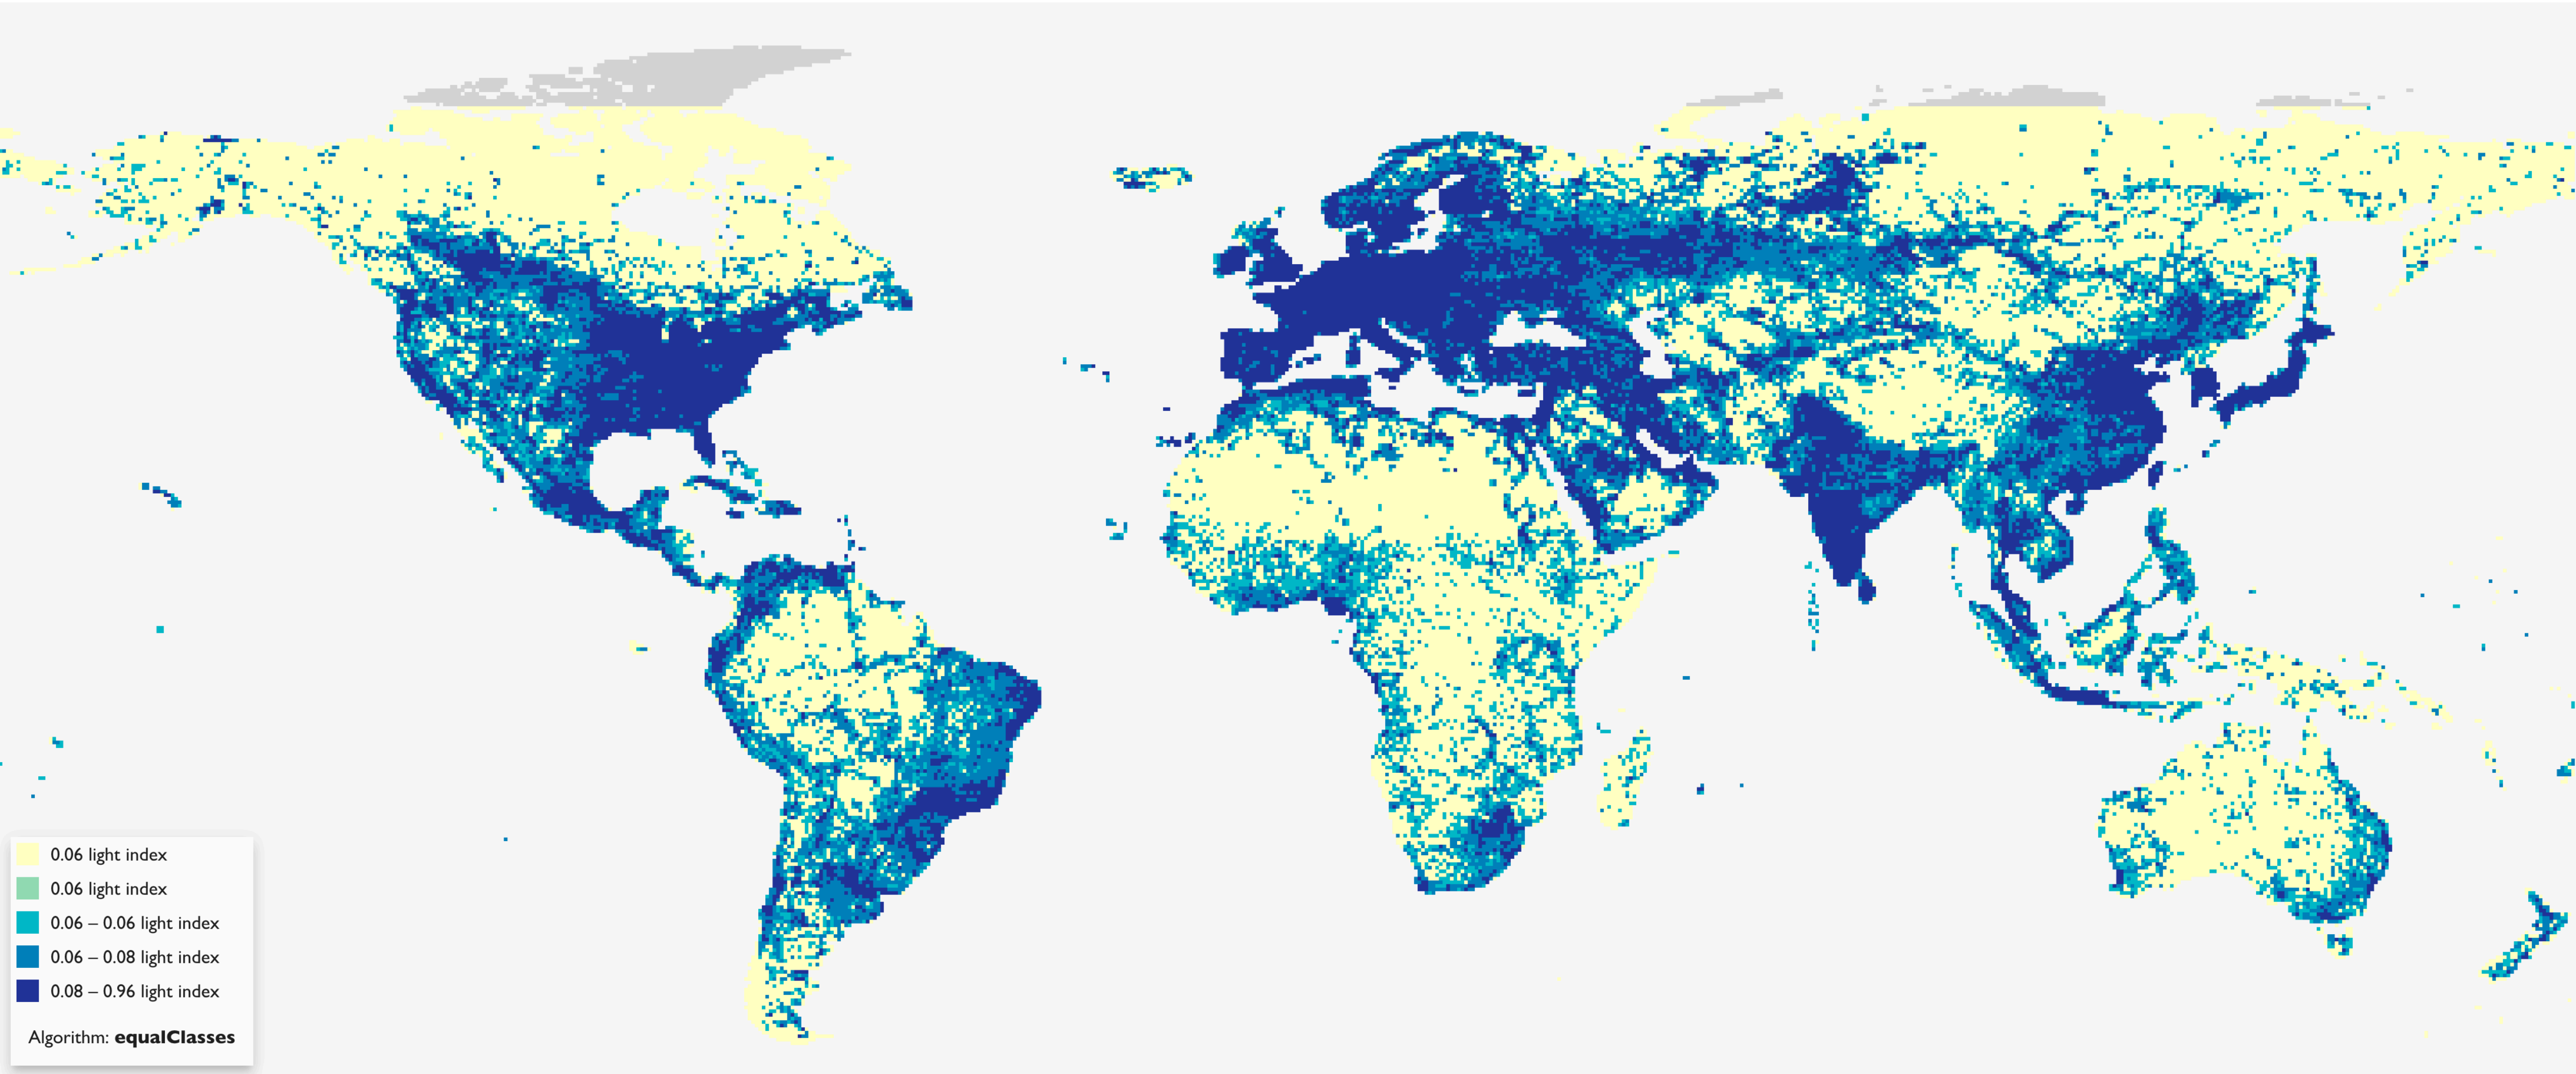 0.06 light index
0.06 light index
0.06 – 0.06 light index
0.06 – 0.08 light index
0.08 – 0.96 light index
Algorithm: equalClasses